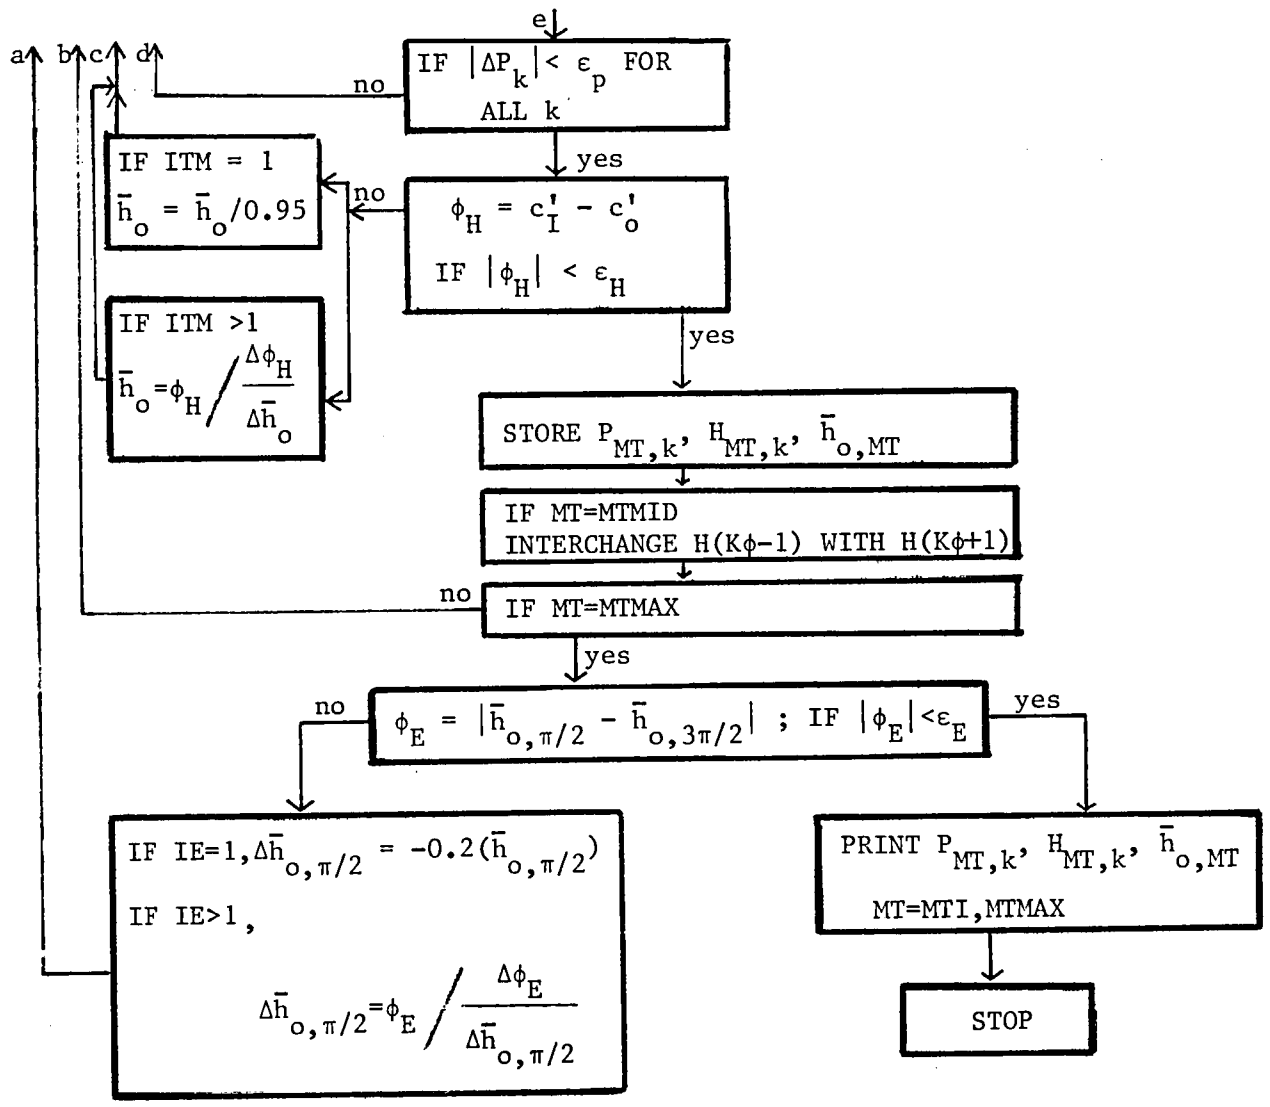 e
a b c d
IF |ΔP_k| < ε_p FOR
ALL k
no
yes
IF ITM = 1
h̄_o = h̄_o/0.95
no
ϕ_H = c'_I - c'_o
IF |ϕ_H| < ε_H
yes
IF ITM >1
h̄_o=ϕ_H / Δϕ_H/Δh̄_o
STORE P_MT,k, H_MT,k, h̄_o,MT
IF MT=MTMID
INTERCHANGE H(Kϕ-1) WITH H(Kϕ+1)
no
IF MT=MTMAX
yes
no
ϕ_E = |h̄_o,π/2 - h̄_o,3π/2| ; IF |ϕ_E|<ε_E
yes
IF IE=1,Δh̄_o,π/2 = -0.2(h̄_o,π/2)
IF IE>1,
Δh̄_o,π/2=ϕ_E / Δϕ_E/Δh̄_o,π/2
PRINT P_MT,k, H_MT,k, h̄_o,MT
MT=MTI,MTMAX
STOP